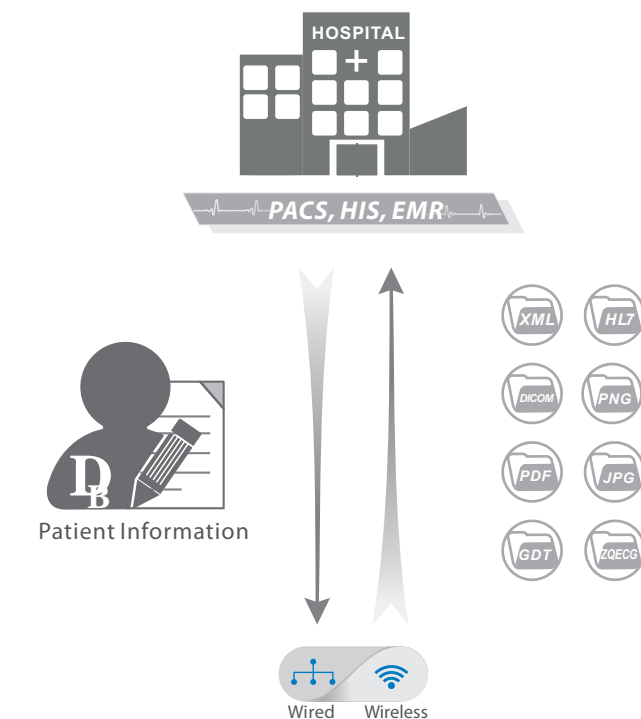 HOSPITAL
PACS, HIS, EMR
XML
HL7
DICOM
PNG
DB
Patient Information
PDF
JPG
GDT
ZQECG
Wired
Wireless